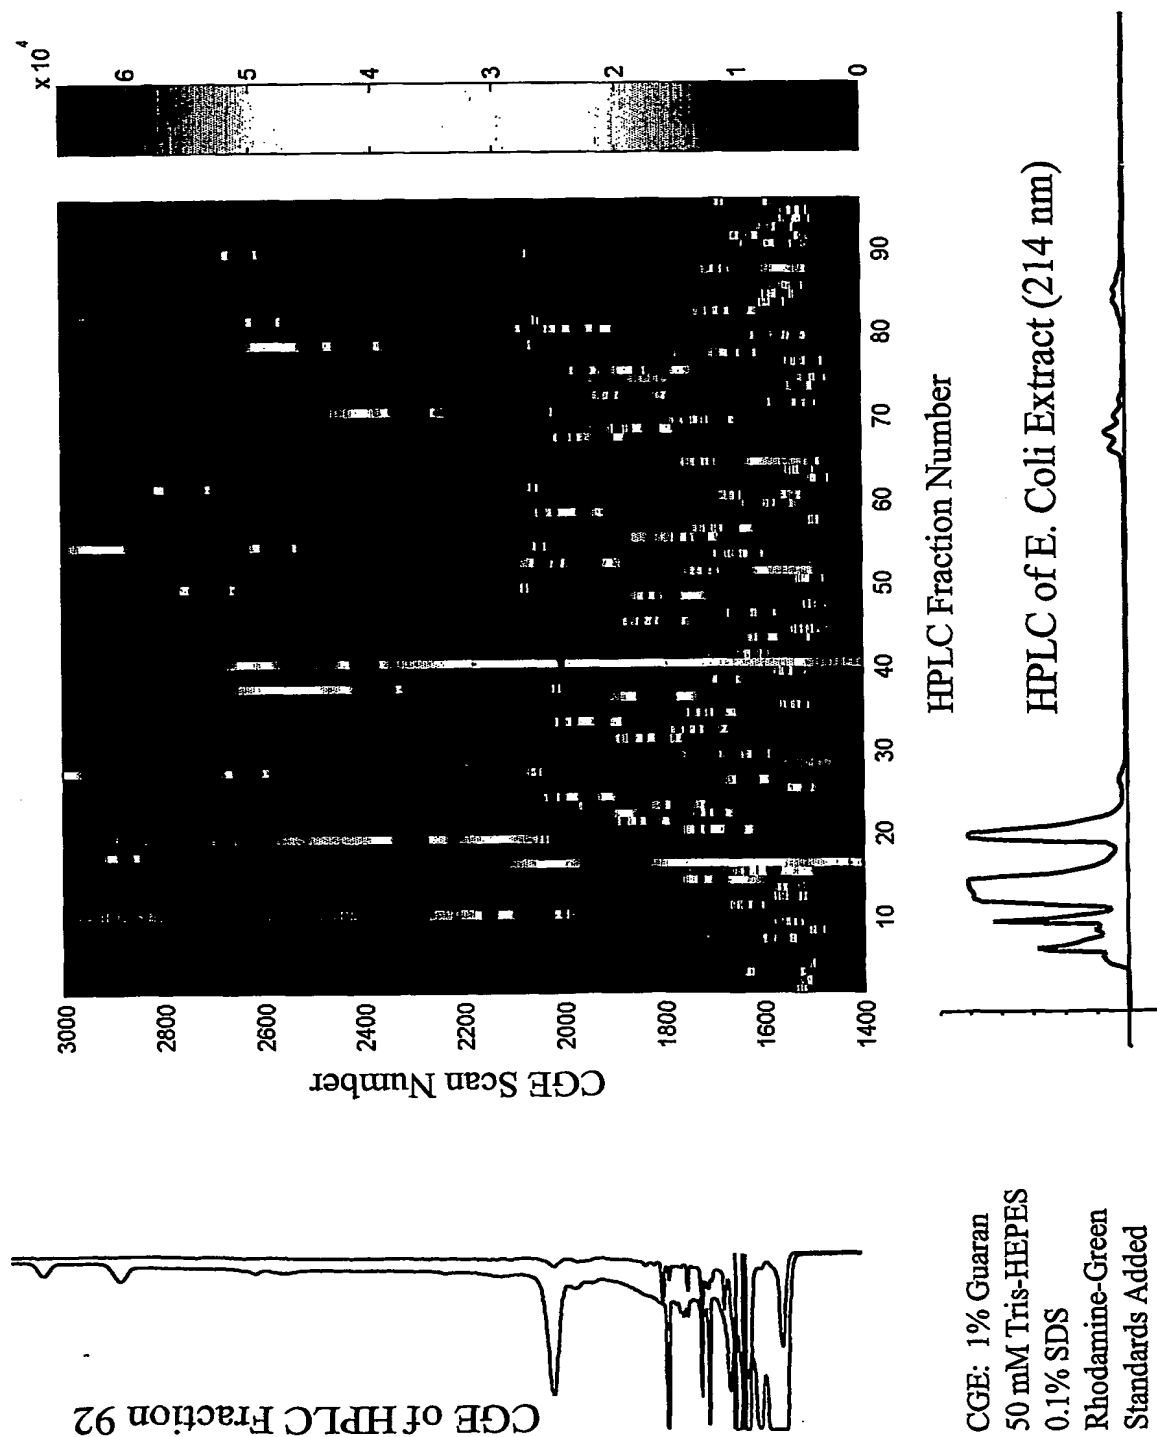 x 10 4
6
5
4
3
2
1
0
3000
2800
2600
2400
2200
2000
1800
1600
1400
CGE Scan Number
10
20
30
40
50
60
70
80
90
HPLC Fraction Number
HPLC of E. Coli Extract (214 nm)
CGE of HPLC Fraction 92
CGE: 1% Guaran
50 mM Tris-HEPES
0.1% SDS
Rhodamine-Green
Standards Added